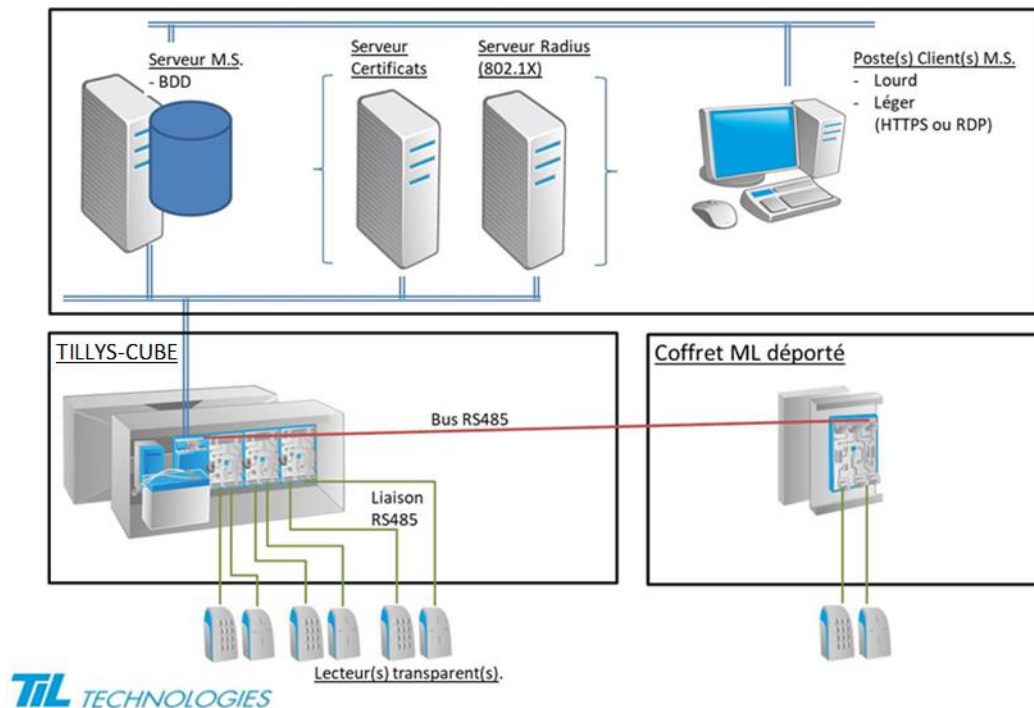 Serveur M.S.
- BDD
Serveur
Certificats
Serveur Radius
(802.1X)
Poste(s) Client(s) M.S.
- Lourd
- Léger
(HTTPS ou RDP)
TILLYS-CUBE
Coffret ML déporté
Bus RS485
Liaison
RS485
Lecteur(s) transparent(s).
TIL TECHNOLOGIES